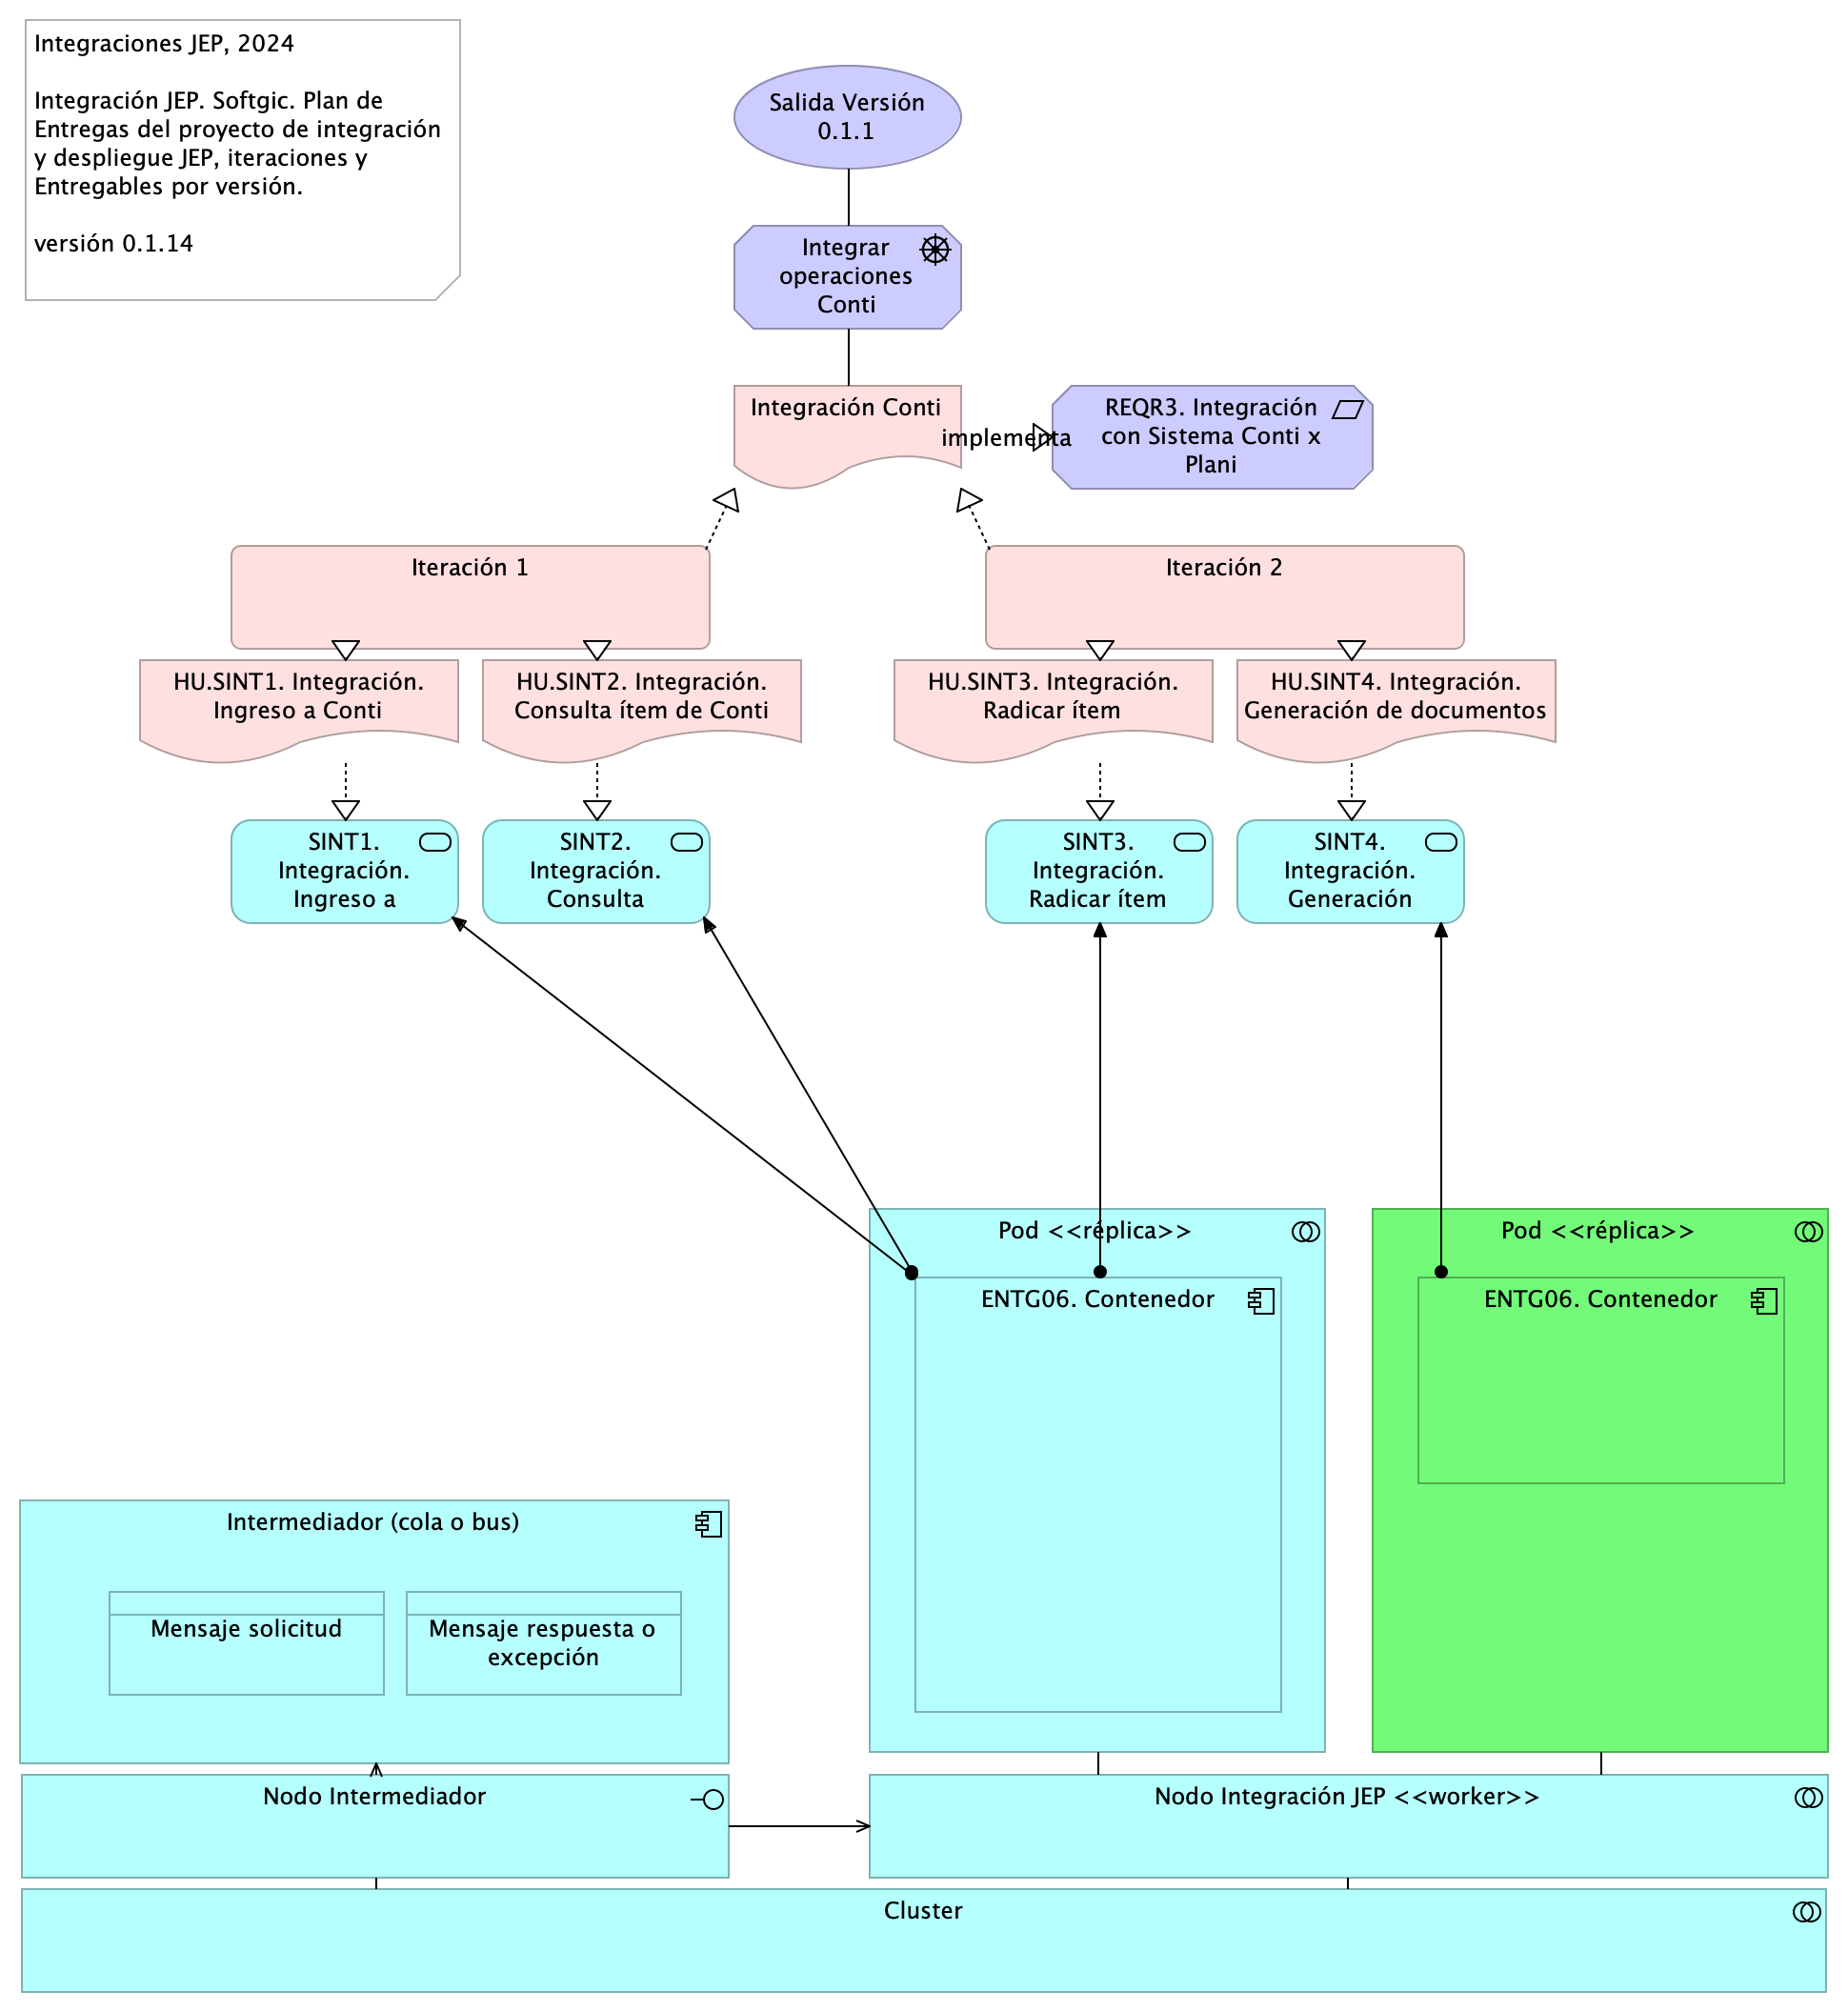 Integraciones JEP, 2024
Integración JEP. Softgic. Plan de
Entregas del proyecto de integración
y despliegue JEP, iteraciones y
Entregables por versión.
versión 0.1.14
Salida Versión
0.1.1
Integrar
operaciones
Conti
Integración Conti
implementa
REQR3. Integración
con Sistema Conti x
Plani
Iteración 1
Iteración 2
HU.SINT1. Integración.
Ingreso a Conti
HU.SINT2. Integración.
Consulta ítem de Conti
HU.SINT3. Integración.
Radicar ítem
HU.SINT4. Integración.
Generación de documentos
SINT1.
Integración.
Ingreso a
SINT2.
Integración.
Consulta
SINT3.
Integración.
Radicar ítem
SINT4.
Integración.
Generación
Pod <<réplica>>
ENTG06. Contenedor
Pod <<réplica>>
ENTG06. Contenedor
Intermediador (cola o bus)
Mensaje solicitud
Mensaje respuesta o
excepción
Nodo Intermediador
Nodo Integración JEP <<worker>>
Cluster